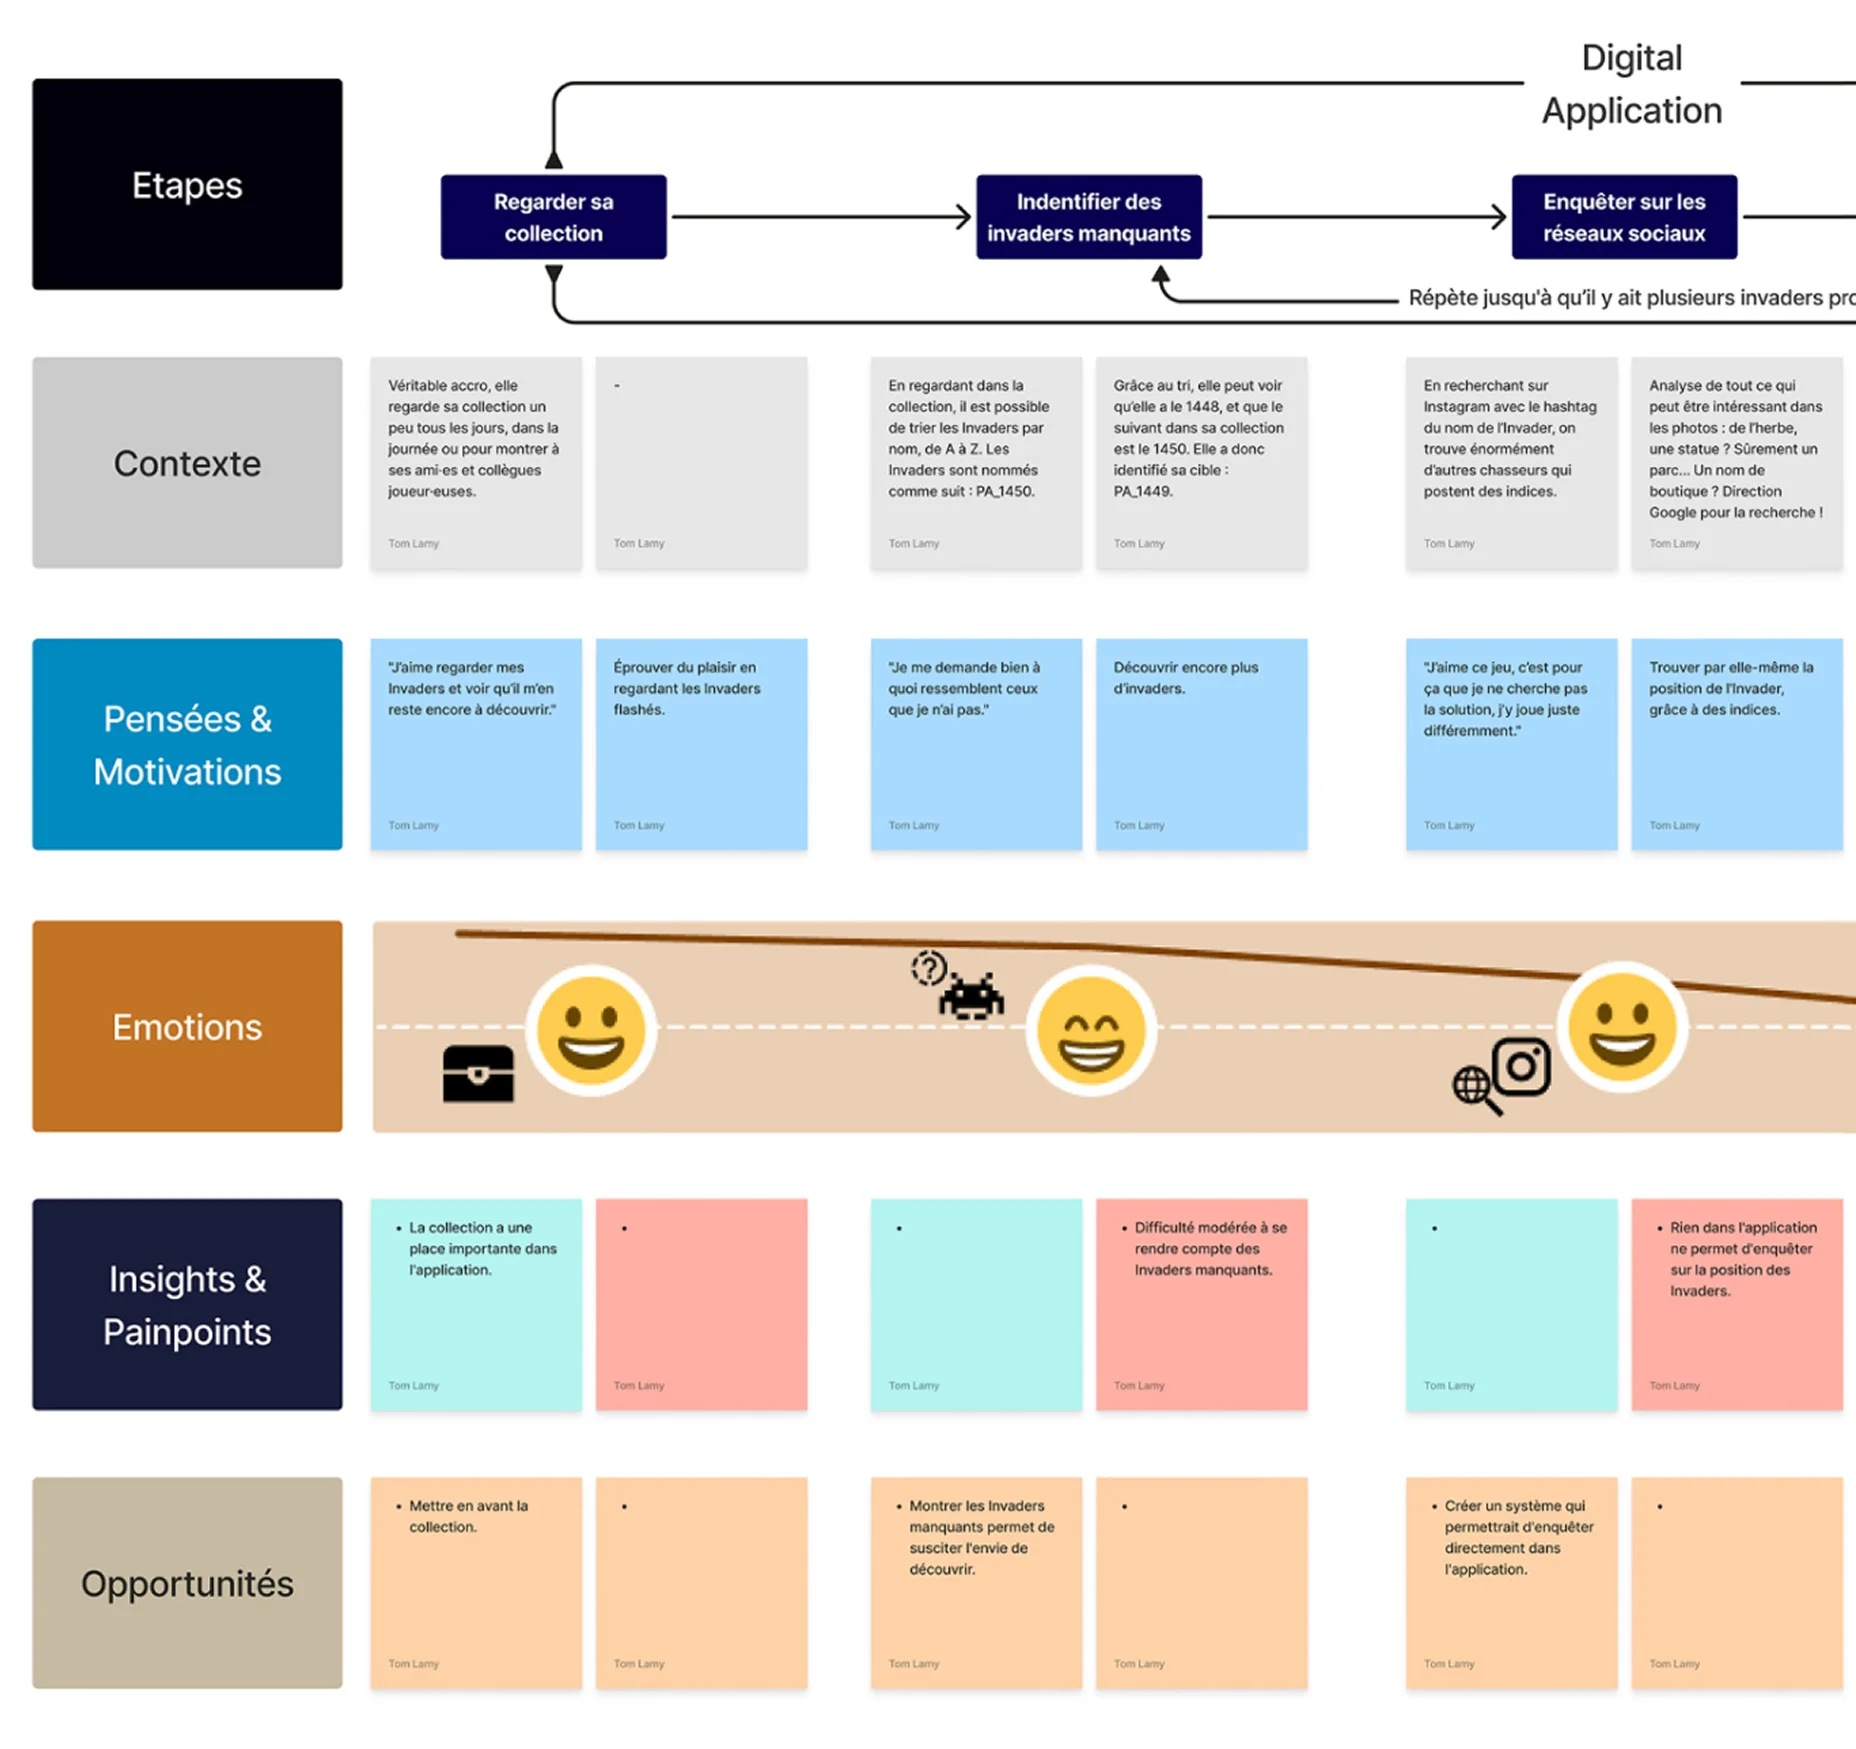 Digital
Application
Etapes
Regarder sa
collection
Indentifier des
invaders manquants
Enquêter sur les
réseaux sociaux
Répète jusqu'à qu'il y ait plusieurs invaders
Contexte
Véritable accro, elle
regarde sa collection un
peu tous les jours, dans la
journée ou pour montrer à
ses ami·es et collègues
joueur·euses.
Tom Lamy
-
Tom Lamy
En regardant dans la
collection, il est possible
de trier les Invaders par
nom, de A à Z. Les
Invaders sont nommés
comme suit : PA_1450.
Tom Lamy
Grâce au tri, elle peut voir
qu'elle a le 1448, et que le
suivant dans sa collection
est le 1450. Elle a donc
identifié sa cible :
PA_1449.
Tom Lamy
En recherchant sur
Instagram avec le hashtag
du nom de l'Invader, on
trouve énormément
d'autres chasseurs qui
postent des indices.
Tom Lamy
Analyse de tout ce qui
peut être intéressant dans
les photos : de l'herbe,
une statue ? Sûrement un
parc... Un nom de
boutique ? Direction
Google pour la recherche !
Tom Lamy
Pensées &
Motivations
"J'aime regarder mes
Invaders et voir qu'il m'en
reste encore à découvrir."
Tom Lamy
Éprouver du plaisir en
regardant les Invaders
flashés.
Tom Lamy
"Je me demande bien à
quoi ressemblent ceux
que je n'ai pas."
Tom Lamy
Découvrir encore plus
d'invaders.
Tom Lamy
"J'aime ce jeu, c'est pour
ça que je ne cherche pas
la solution, j'y joue juste
différemment."
Tom Lamy
Trouver par elle-même la
position de l'Invader,
grâce à des indices.
Tom Lamy
Emotions
Insights &
Painpoints
• La collection a une
place importante dans
l'application.
Tom Lamy
•
Tom Lamy
•
Tom Lamy
• Difficulté modérée à se
rendre compte des
Invaders manquants.
Tom Lamy
•
Tom Lamy
• Rien dans l'application
ne permet d'enquêter
sur la position des
Invaders.
Tom Lamy
Opportunités
• Mettre en avant la
collection.
Tom Lamy
•
Tom Lamy
• Montrer les Invaders
manquants permet de
susciter l'envie de
découvrir.
Tom Lamy
•
Tom Lamy
• Créer un système qui
permettrait d'enquêter
directement dans
l'application.
Tom Lamy
•
Tom Lamy